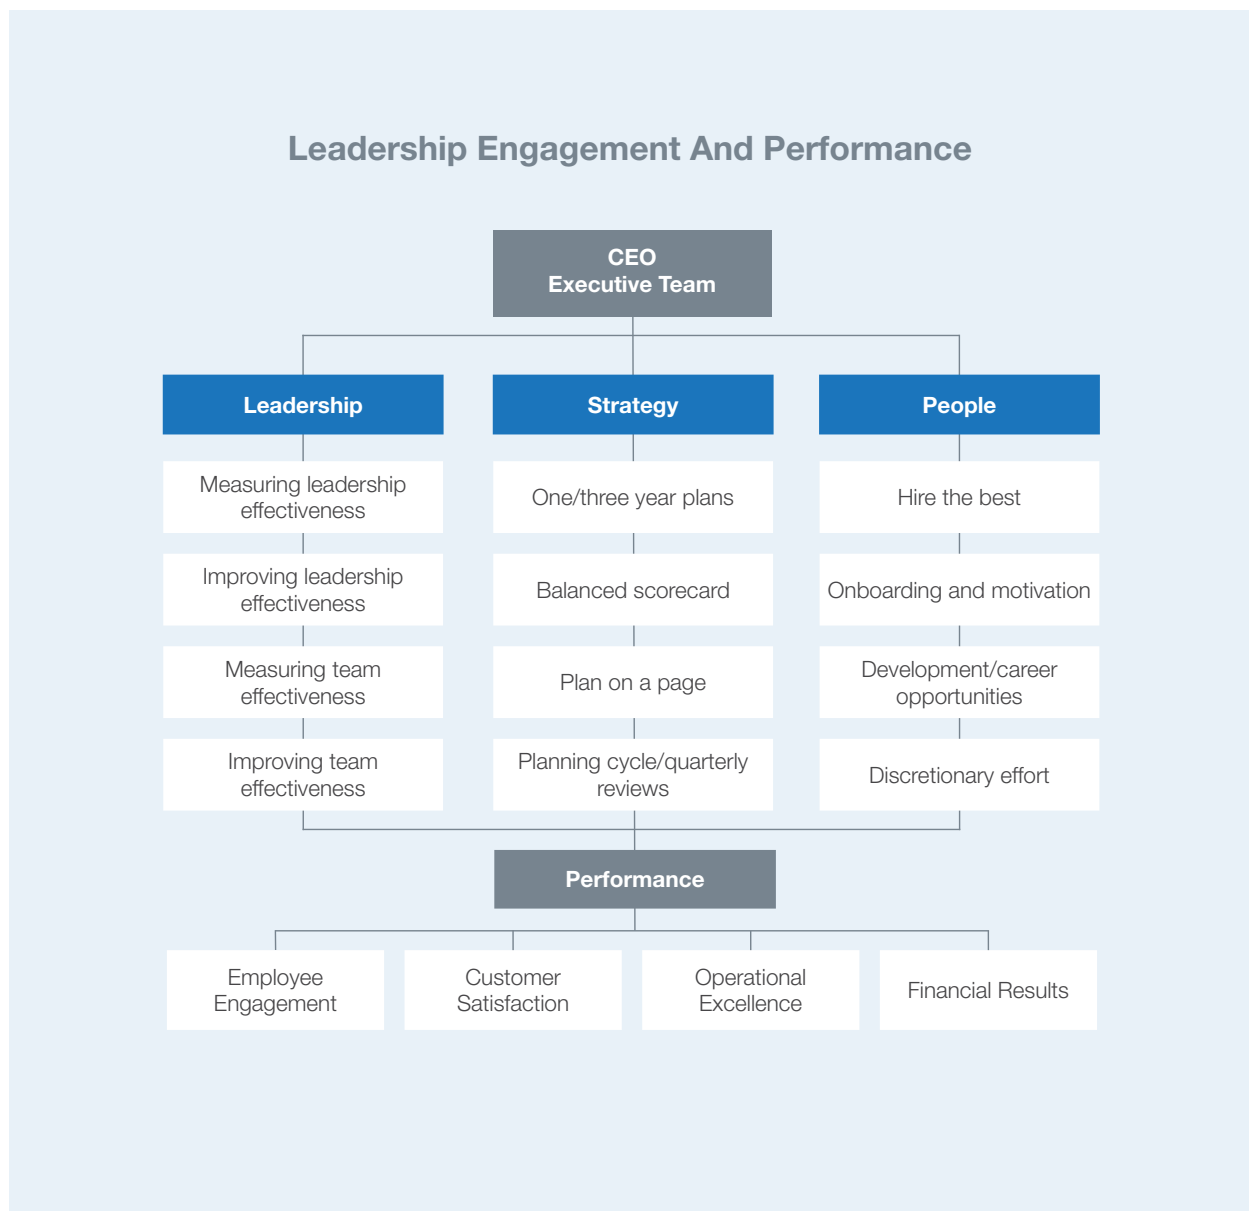 Leadership Engagement And Performance
CEO
Executive Team
Leadership
Strategy
People
Measuring leadership
effectiveness
One/three year plans
Hire the best
Improving leadership
effectiveness
Balanced scorecard
Onboarding and motivation
Measuring team
effectiveness
Plan on a page
Development/career
opportunities
Improving team
effectiveness
Planning cycle/quarterly
reviews
Discretionary effort
Performance
Employee
Engagement
Customer
Satisfaction
Operational
Excellence
Financial Results